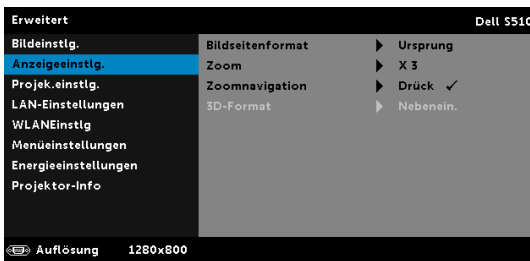 Erweitert Dell S510
Bildeinstlg.
Anzeigeeinstlg.
Projek.einstlg.
LAN-Einstellungen
WLANEinstlg
Menüeinstellungen
Energieeinstellungen
Projektor-Info
Bildseitenformat Ursprung
Zoom X 3
Zoomnavigation Drück ✓
3D-Format Nebenein.
Auflösung 1280x800